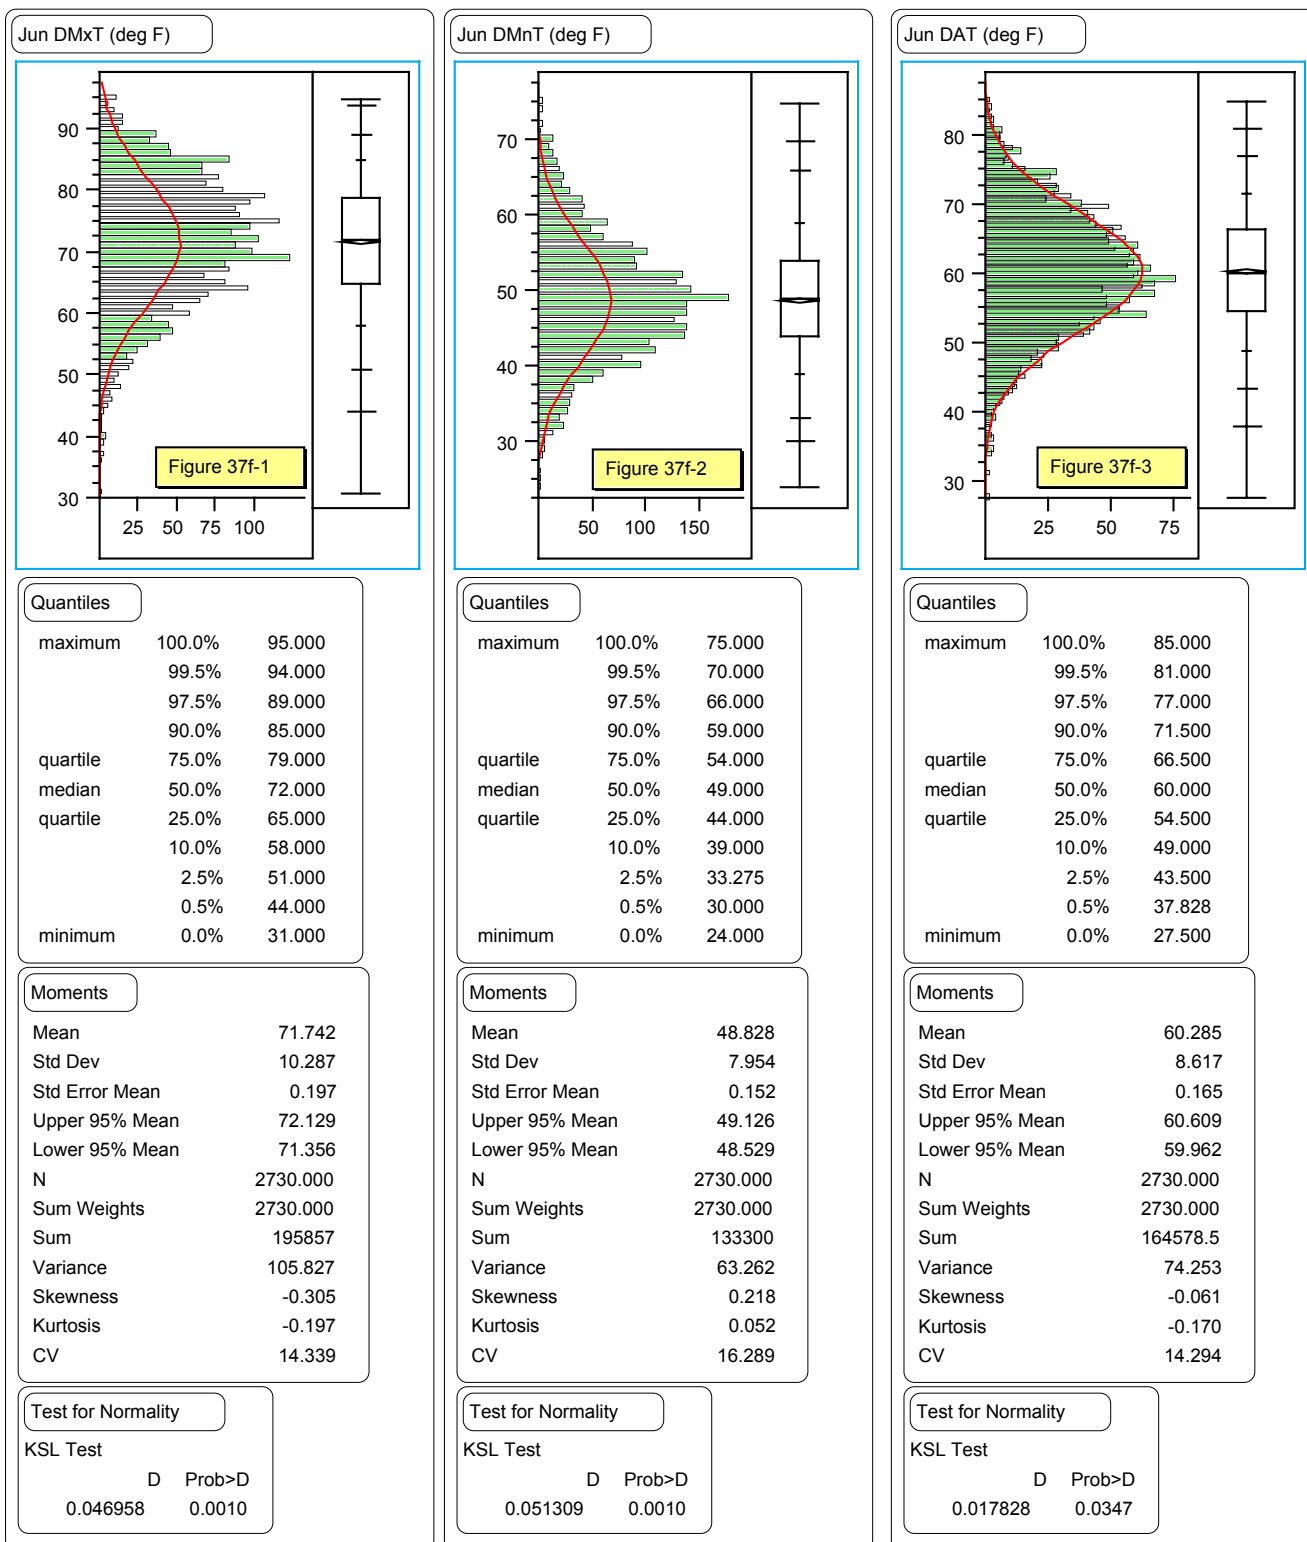 Jun DMxT (deg F)
90
80
70
60
50
40
30
25 50 75 100
Figure 37f-1
Quantiles
maximum 100.0% 95.000
99.5% 94.000
97.5% 89.000
90.0% 85.000
quartile 75.0% 79.000
median 50.0% 72.000
quartile 25.0% 65.000
10.0% 58.000
2.5% 51.000
0.5% 44.000
minimum 0.0% 31.000
Moments
Mean 71.742
Std Dev 10.287
Std Error Mean 0.197
Upper 95% Mean 72.129
Lower 95% Mean 71.356
N 2730.000
Sum Weights 2730.000
Sum 195857
Variance 105.827
Skewness -0.305
Kurtosis -0.197
CV 14.339
Test for Normality
KSL Test
D Prob>D
0.046958 0.0010
Jun DMnT (deg F)
70
60
50
40
30
50 100 150
Figure 37f-2
Quantiles
maximum 100.0% 75.000
99.5% 70.000
97.5% 66.000
90.0% 59.000
quartile 75.0% 54.000
median 50.0% 49.000
quartile 25.0% 44.000
10.0% 39.000
2.5% 33.275
0.5% 30.000
minimum 0.0% 24.000
Moments
Mean 48.828
Std Dev 7.954
Std Error Mean 0.152
Upper 95% Mean 49.126
Lower 95% Mean 48.529
N 2730.000
Sum Weights 2730.000
Sum 133300
Variance 63.262
Skewness 0.218
Kurtosis 0.052
CV 16.289
Test for Normality
KSL Test
D Prob>D
0.051309 0.0010
Jun DAT (deg F)
80
70
60
50
40
30
25 50 75
Figure 37f-3
Quantiles
maximum 100.0% 85.000
99.5% 81.000
97.5% 77.000
90.0% 71.500
quartile 75.0% 66.500
median 50.0% 60.000
quartile 25.0% 54.500
10.0% 49.000
2.5% 43.500
0.5% 37.828
minimum 0.0% 27.500
Moments
Mean 60.285
Std Dev 8.617
Std Error Mean 0.165
Upper 95% Mean 60.609
Lower 95% Mean 59.962
N 2730.000
Sum Weights 2730.000
Sum 164578.5
Variance 74.253
Skewness -0.061
Kurtosis -0.170
CV 14.294
Test for Normality
KSL Test
D Prob>D
0.017828 0.0347